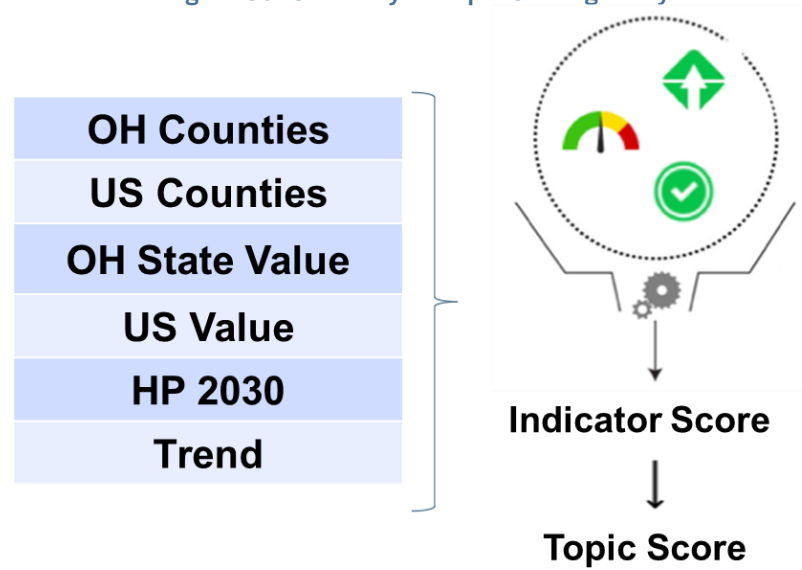 OH Counties
US Counties
OH State Value
US Value
HP 2030
Trend
Indicator Score
Topic Score